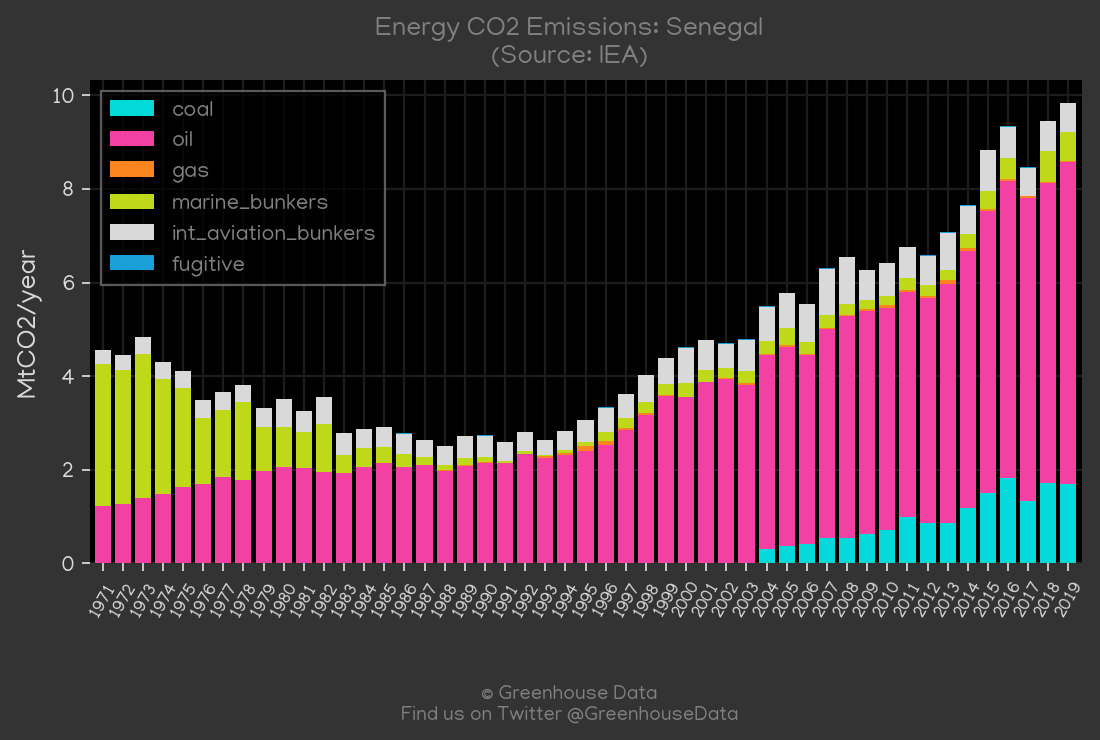 Energy CO2 Emissions: Senegal
(Source: IEA)
MtCO2/year
10
8
6
4
2
0
coal
oil
gas
marine_bunkers
int_aviation_bunkers
fugitive
1971 1972 1973 1974 1975 1976 1977 1978 1979 1980 1981 1982 1983 1984 1985 1986 1987 1988 1989 1990 1991 1992 1993 1994 1995 1996 1997 1998 1999 2000 2001 2002 2003 2004 2005 2006 2007 2008 2009 2010 2011 2012 2013 2014 2015 2016 2017 2018 2019
© Greenhouse Data
Find us on Twitter @GreenhouseData